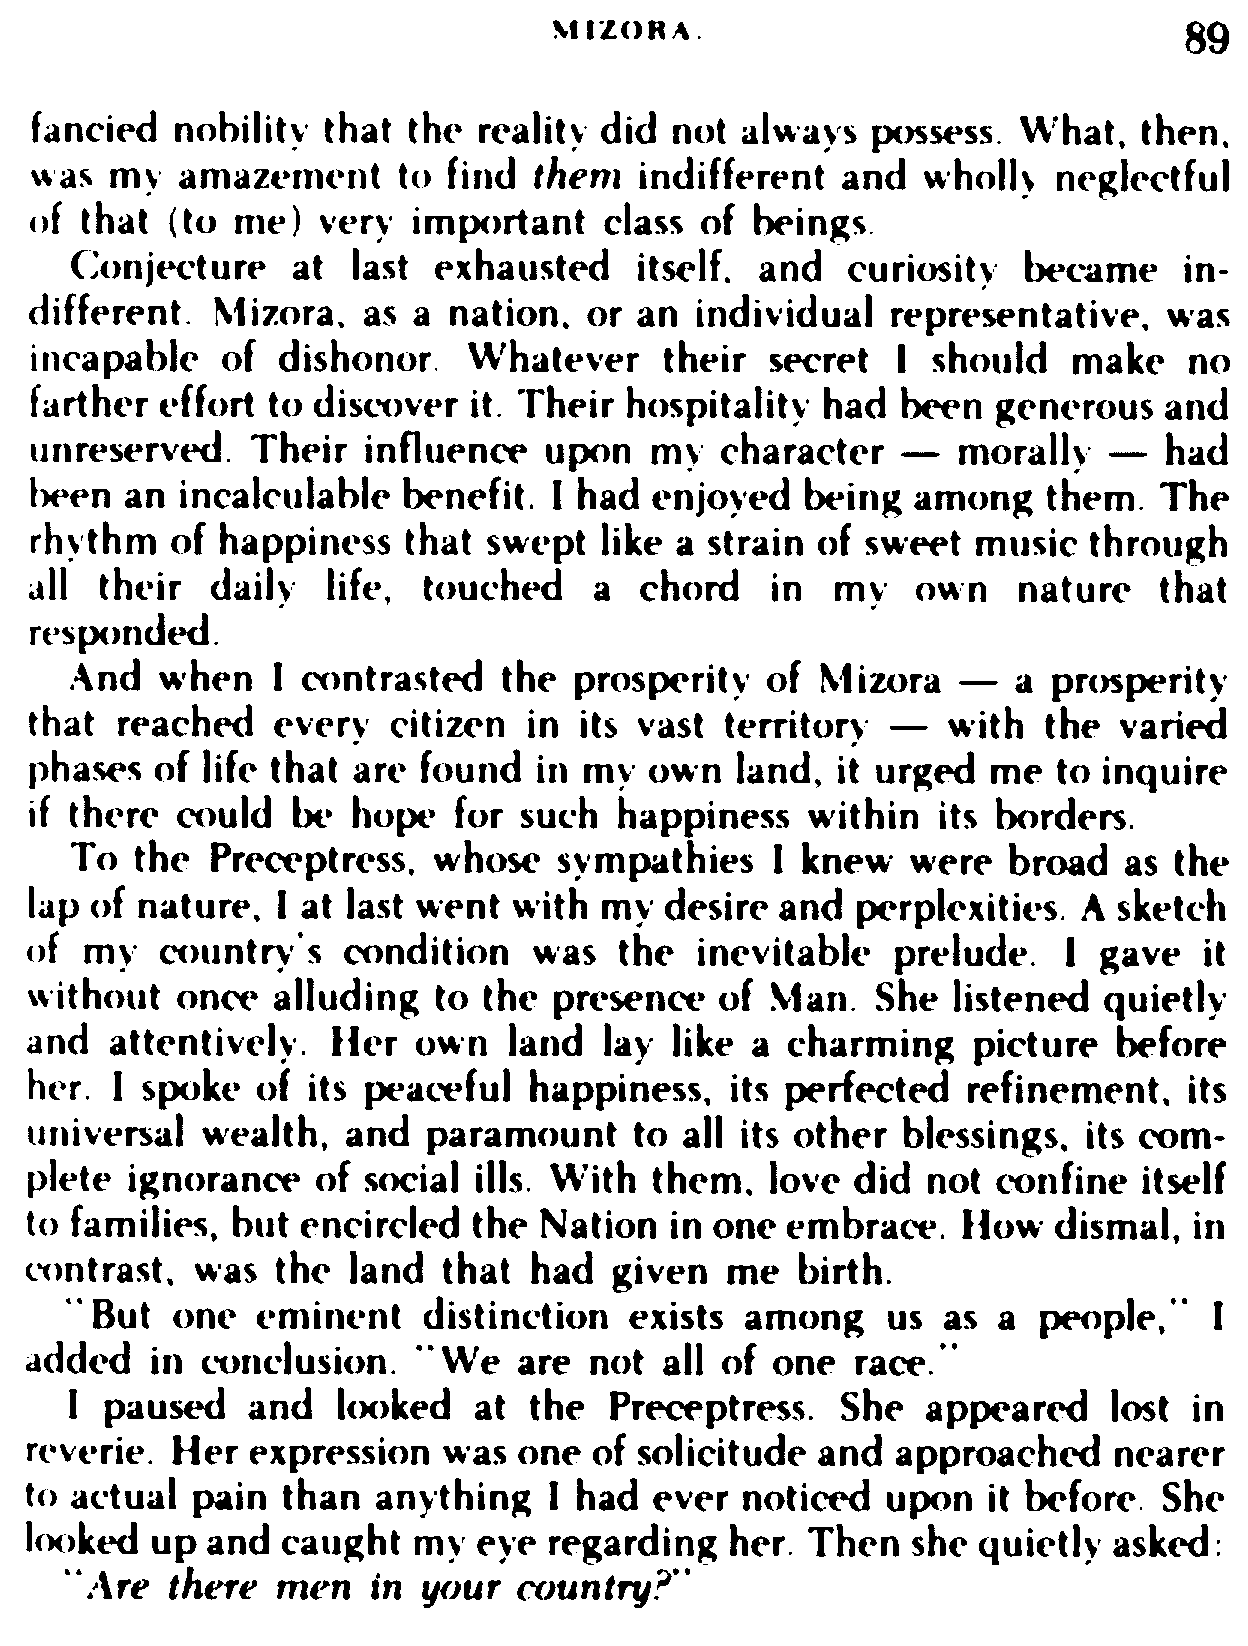 MIZORA.
89
fancied nobility that the reality did not always possess. What, then,
was my amazement to find them indifferent and wholly neglectful
of that (to me) very important class of beings.
Conjecture at last exhausted itself, and curiosity became in-
different. Mizora, as a nation, or an individual representative, was
incapable of dishonor. Whatever their secret I should make no
farther effort to discover it. Their hospitality had been generous and
unreserved. Their influence upon my character — morally — had
been an incalculable benefit. I had enjoyed being among them. The
rhythm of happiness that swept like a strain of sweet music through
all their daily life, touched a chord in my own nature that
responded.
And when I contrasted the prosperity of Mizora — a prosperity
that reached every citizen in its vast territory — with the varied
phases of life that are found in my own land, it urged me to inquire
if there could be hope for such happiness within its borders.
To the Preceptress, whose sympathies I knew were broad as the
lap of nature, I at last went with my desire and perplexities. A sketch
of my country's condition was the inevitable prelude. I gave it
without once alluding to the presence of Man. She listened quietly
and attentively. Her own land lay like a charming picture before
her. I spoke of its peaceful happiness, its perfected refinement, its
universal wealth, and paramount to all its other blessings, its com-
plete ignorance of social ills. With them, love did not confine itself
to families, but encircled the Nation in one embrace. How dismal, in
contrast, was the land that had given me birth.
"But one eminent distinction exists among us as a people," I
added in conclusion. "We are not all of one race."
I paused and looked at the Preceptress. She appeared lost in
reverie. Her expression was one of solicitude and approached nearer
to actual pain than anything I had ever noticed upon it before. She
looked up and caught my eye regarding her. Then she quietly asked:
"Are there men in your country?"